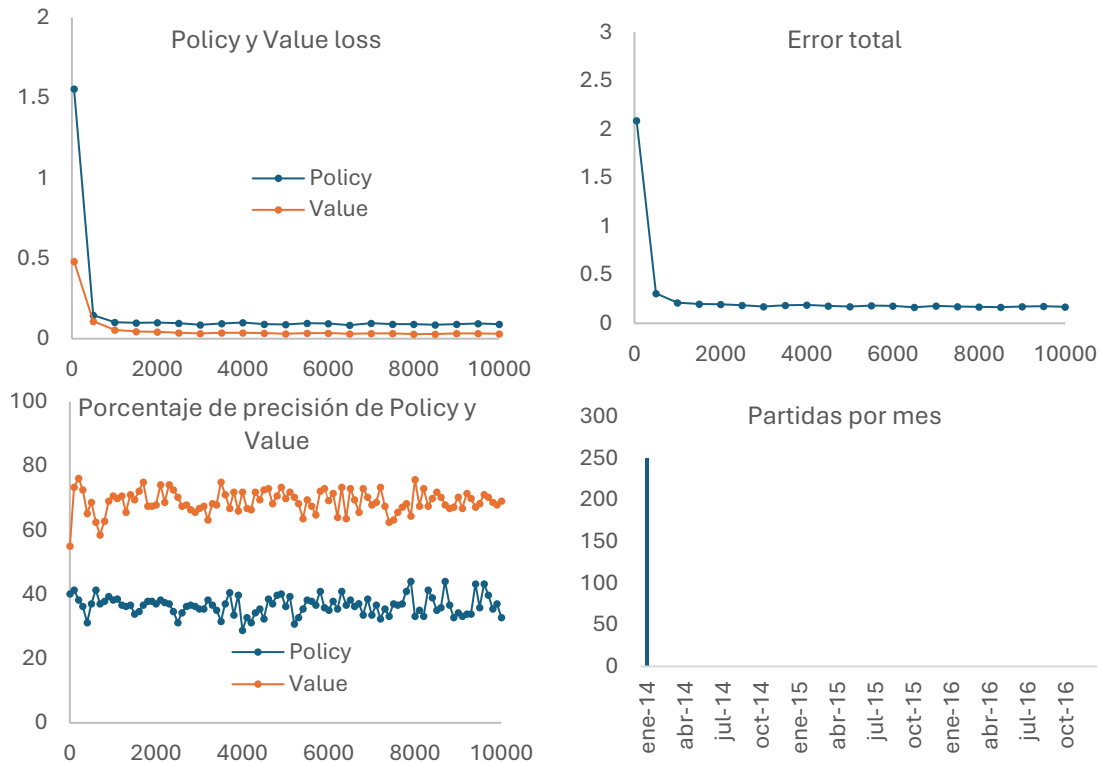 Policy y Value loss
2
1.5
1
0.5
0
Policy
Value
0
2000
4000
6000
8000
10000
Error total
3
2.5
2
1.5
1
0.5
0
0
2000
4000
6000
8000
10000
Porcentaje de precisión de Policy y
Value
100
80
60
40
20
0
Policy
Value
0
2000
4000
6000
8000
10000
Partidas por mes
300
250
200
150
100
50
0
ene-14
abr-14
jul-14
oct-14
ene-15
abr-15
jul-15
oct-15
ene-16
abr-16
jul-16
oct-16